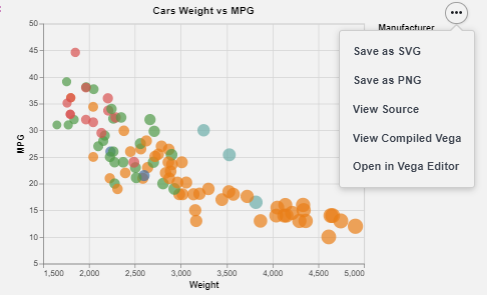 Cars Weight vs MPG
Manufacturer
50
45
40
35
30
25
20
15
10
5
MPG
1,500 2,000 2,500 3,000 3,500 4,000 4,500 5,000
Weight
Save as SVG
Save as PNG
View Source
View Compiled Vega
Open in Vega Editor